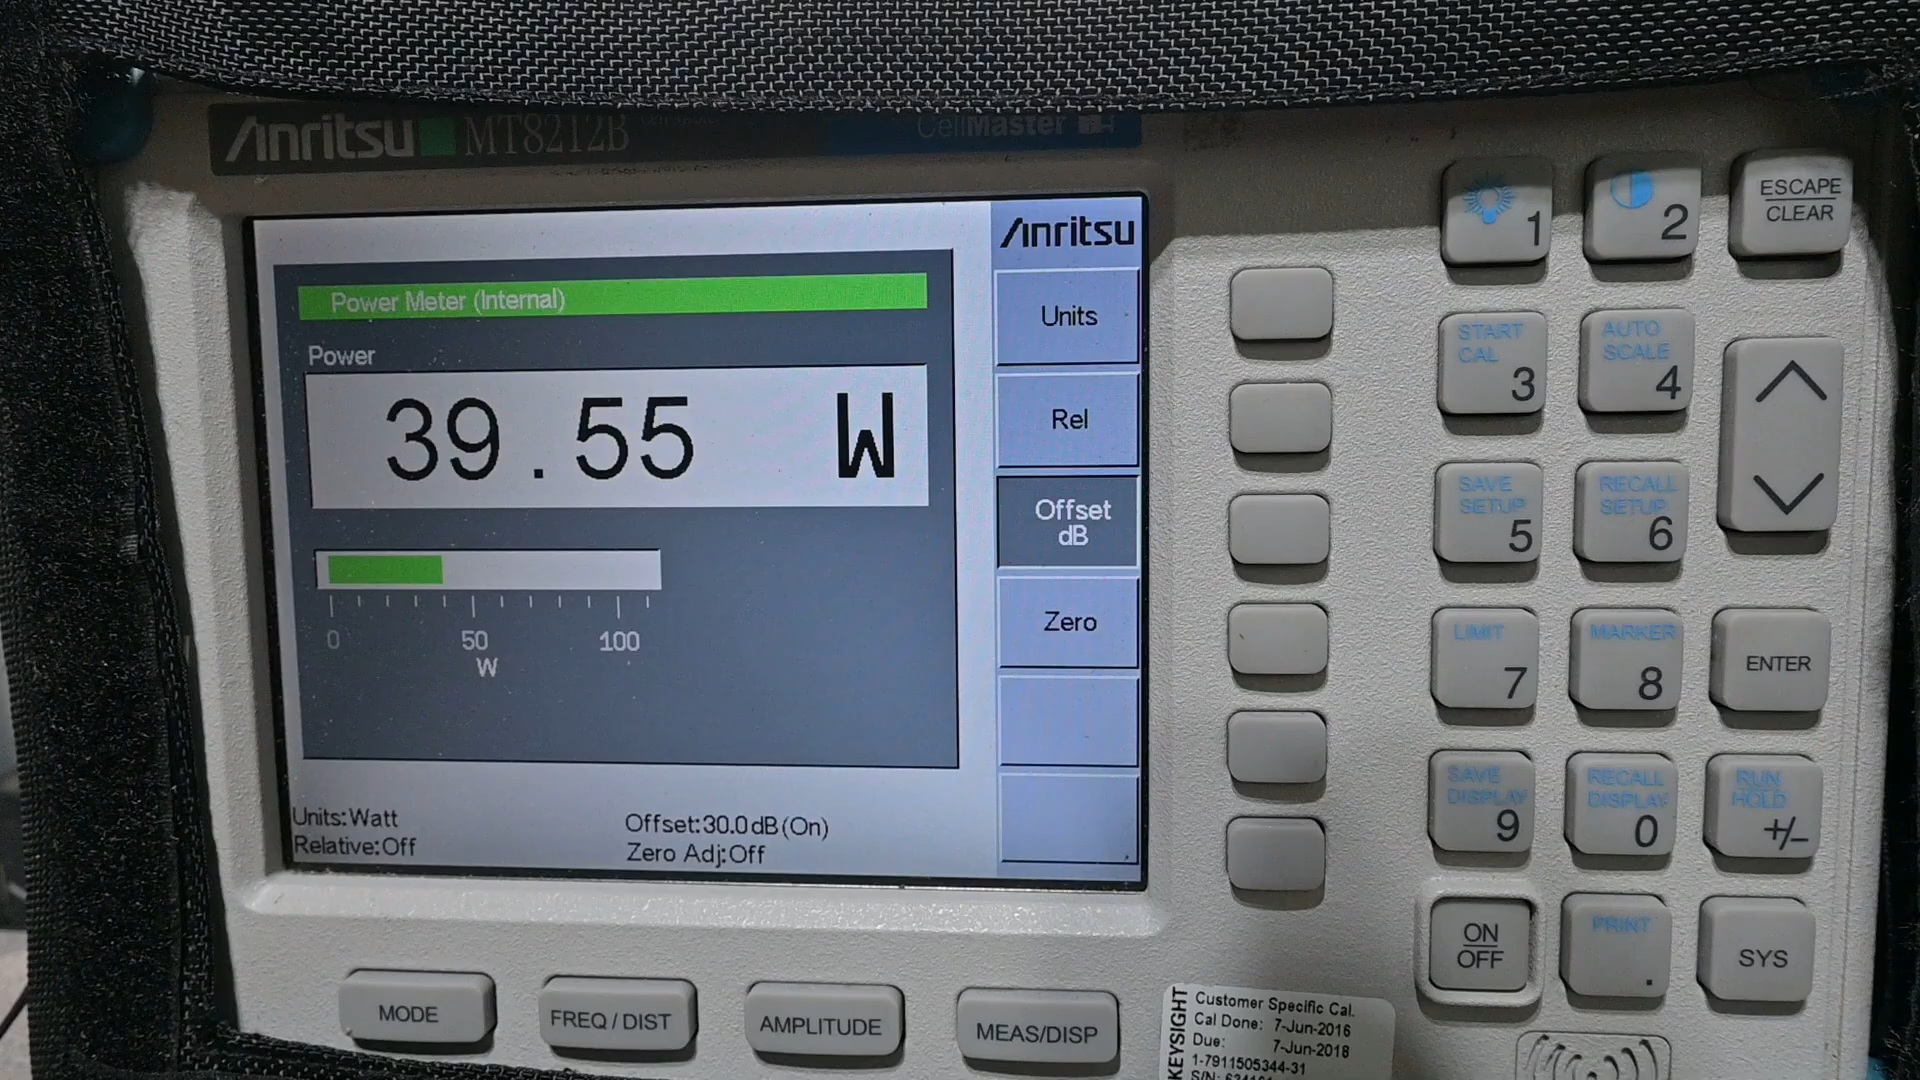 Anritsu MT8212B
CellMaster
Anritsu
Power Meter (Internal)
Power
39.55 W
0 50 100
W
Units:Watt
Relative:Off
Offset:30.0dB(On)
Zero Adj:Off
Units
Rel
Offset
dB
Zero
1
2
ESCAPE
CLEAR
START
CAL
3
AUTO
SCALE
4
SAVE
SETUP
5
RECALL
SETUP
6
LIMIT
7
MARKER
8
ENTER
SAVE
DISPLAY
9
RECALL
DISPLAY
0
RUN
HOLD
+/-
ON
OFF
PRINT
.
SYS
MODE
FREQ / DIST
AMPLITUDE
MEAS/DISP
KEYSIGHT
Customer Specific Cal.
Cal Done: 7-Jun-2016
Due: 7-Jun-2018
1-7911505344-31